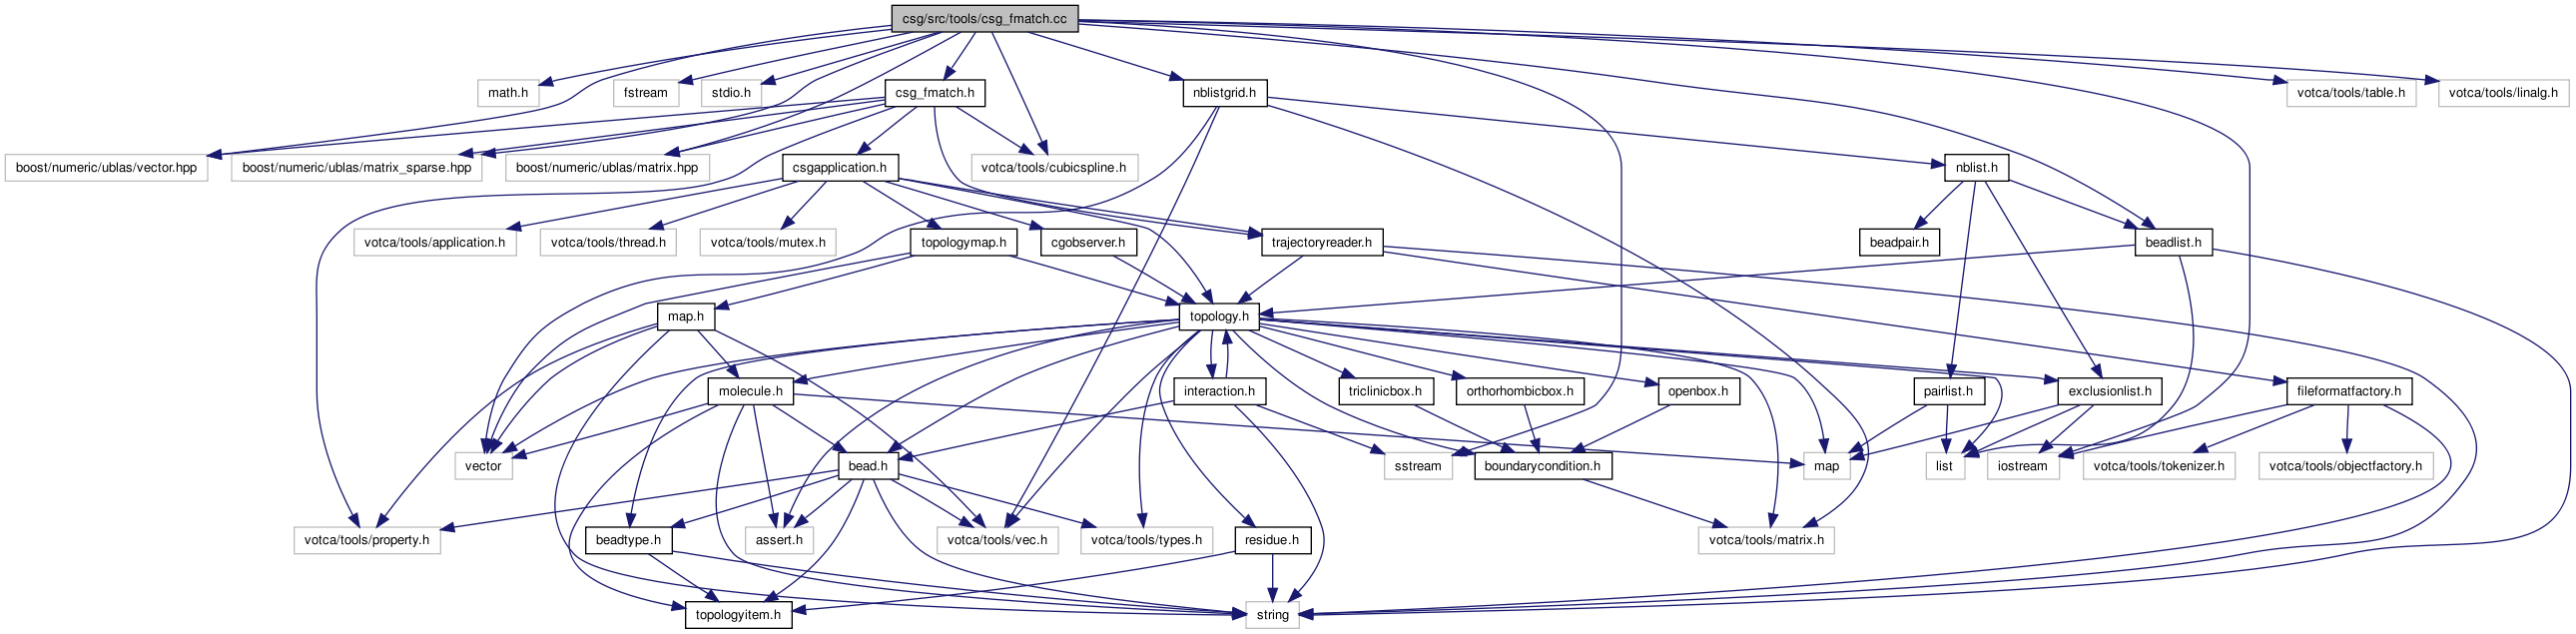 csg/src/tools/csg_fmatch.cc
math.h
fstream
stdio.h
csg_fmatch.h
nblistgrid.h
votca/tools/table.h
votca/tools/linalg.h
boost/numeric/ublas/vector.hpp
boost/numeric/ublas/matrix_sparse.hpp
boost/numeric/ublas/matrix.hpp
csgapplication.h
votca/tools/cubicspline.h
nblist.h
votca/tools/application.h
votca/tools/thread.h
votca/tools/mutex.h
topologymap.h
cgobserver.h
trajectoryreader.h
beadpair.h
beadlist.h
map.h
topology.h
molecule.h
interaction.h
triclinicbox.h
orthorhombicbox.h
openbox.h
pairlist.h
exclusionlist.h
fileformatfactory.h
vector
bead.h
sstream
boundarycondition.h
map
list
iostream
votca/tools/tokenizer.h
votca/tools/objectfactory.h
votca/tools/property.h
beadtype.h
assert.h
votca/tools/vec.h
votca/tools/types.h
residue.h
votca/tools/matrix.h
topologyitem.h
string